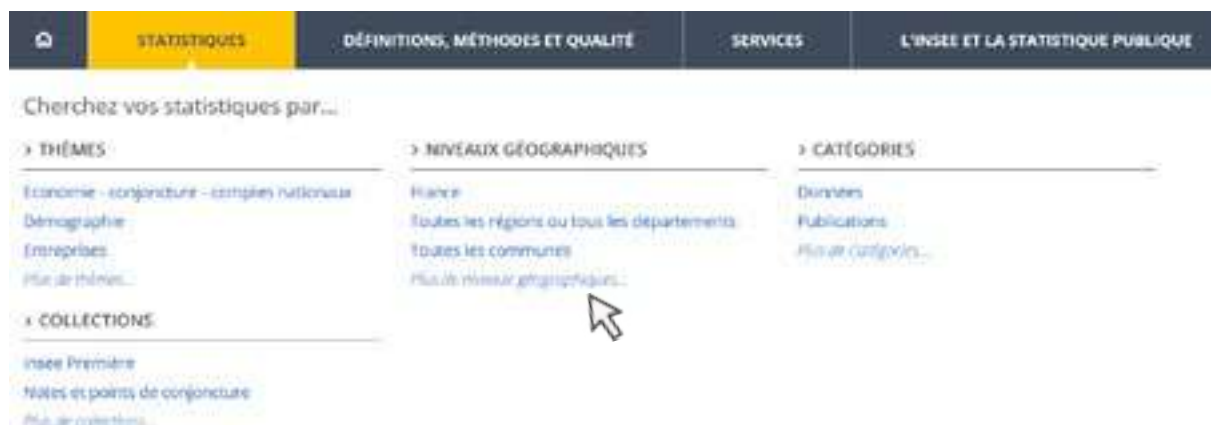 STATISTIQUES
DÉFINITIONS, MÉTHODES ET QUALITÉ
SERVICES
L'INSEE ET LA STATISTIQUE PUBLIQUE
Cherchez vos statistiques par...
› THÈMES
Economie - conjoncture - comptes nationaux
Démographie
Entreprises
Plus de thèmes...
› NIVEAUX GÉOGRAPHIQUES
France
Toutes les régions ou tous les départements
Toutes les communes
Plus de niveaux géographiques...
› CATÉGORIES
Données
Publications
Plus de catégories...
› COLLECTIONS
Insee Première
Notes et points de conjoncture
Plus de collections...